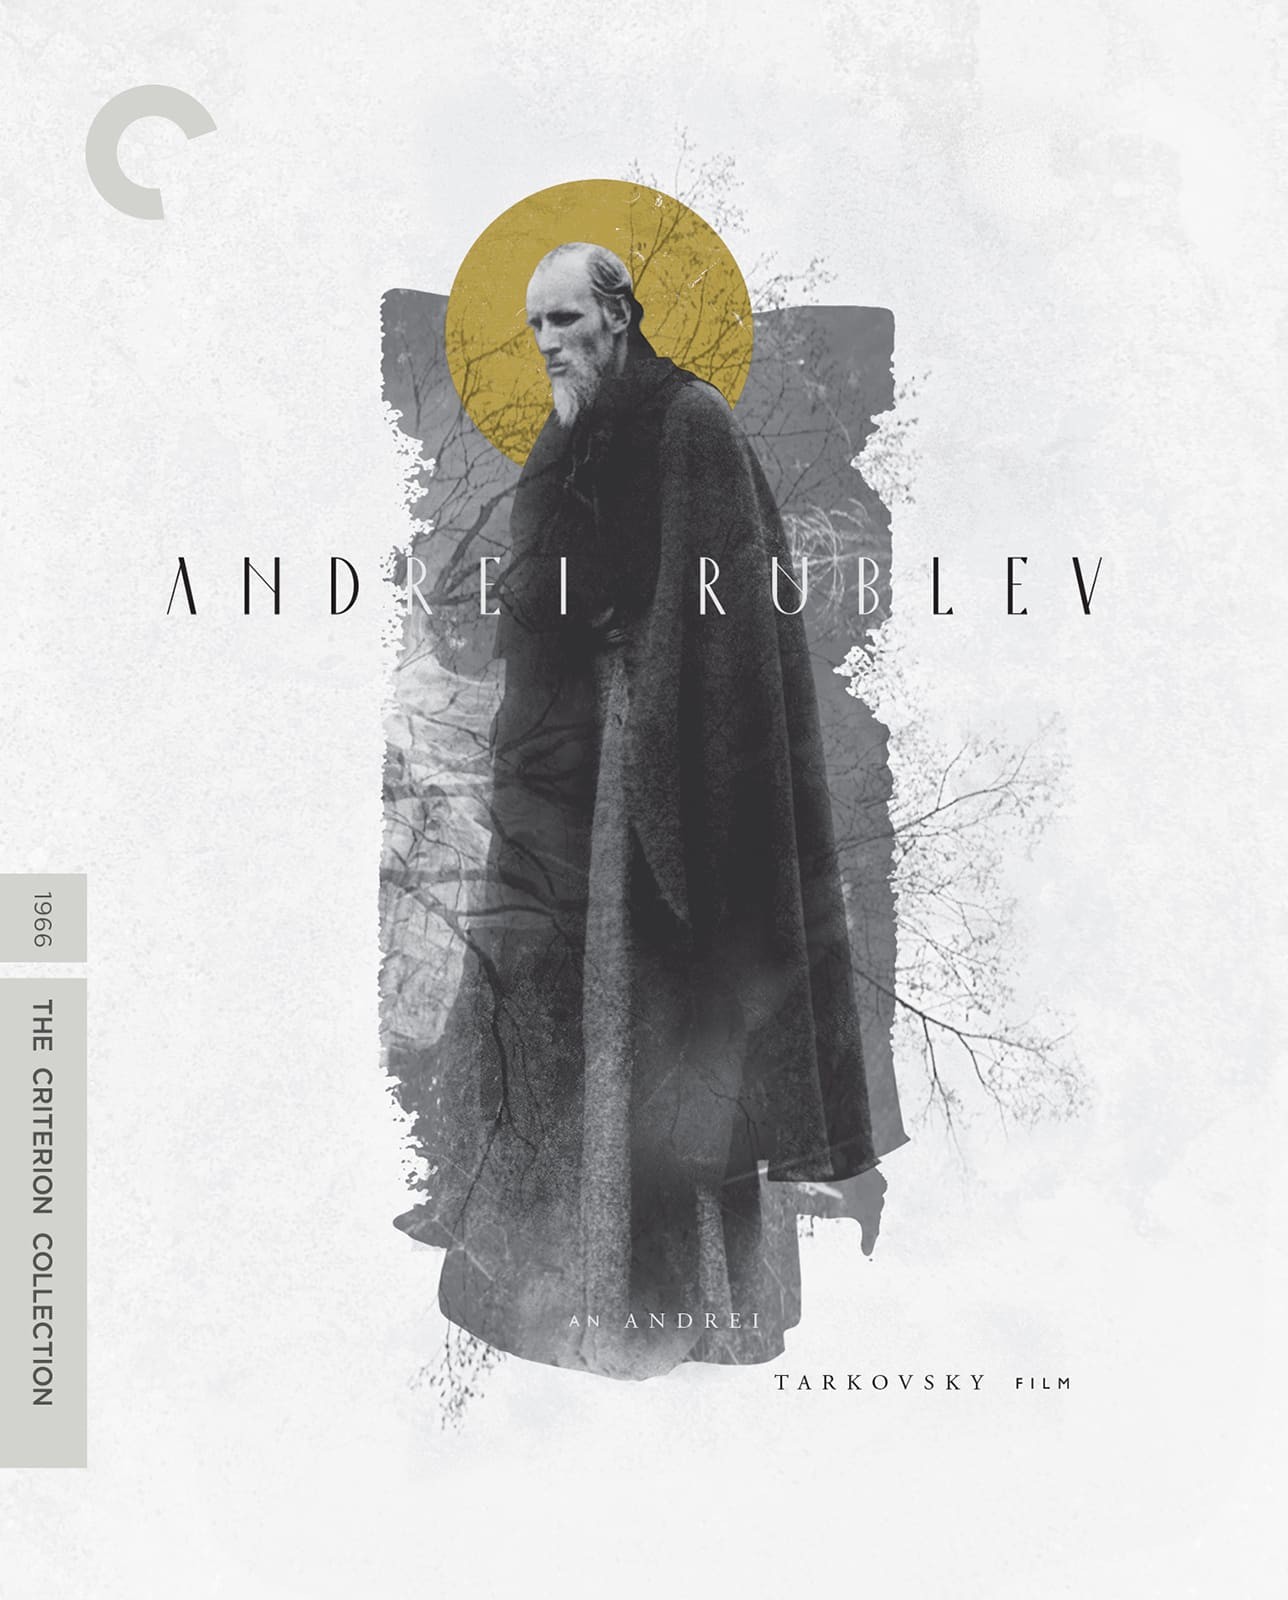 ANDREI RUBLEV
1966
THE CRITERION COLLECTION
AN ANDREI
TARKOVSKY FILM